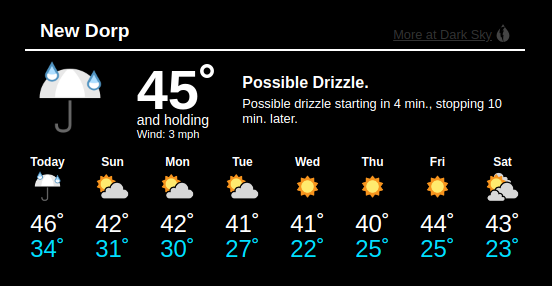 New Dorp
More at Dark Sky
45°
and holding
Wind: 3 mph
Possible Drizzle.
Possible drizzle starting in 4 min., stopping 10
min. later.
Today Sun Mon Tue Wed Thu Fri Sat
46° 42° 42° 41° 41° 40° 44° 43°
34° 31° 30° 27° 22° 25° 25° 23°